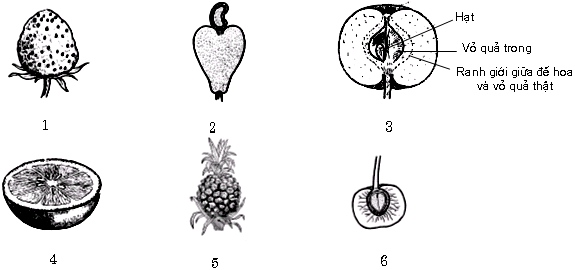 Hạt
Vỏ quả trong
Ranh giới giữa đế hoa
và vỏ quả thật
1
2
3
4
5
6